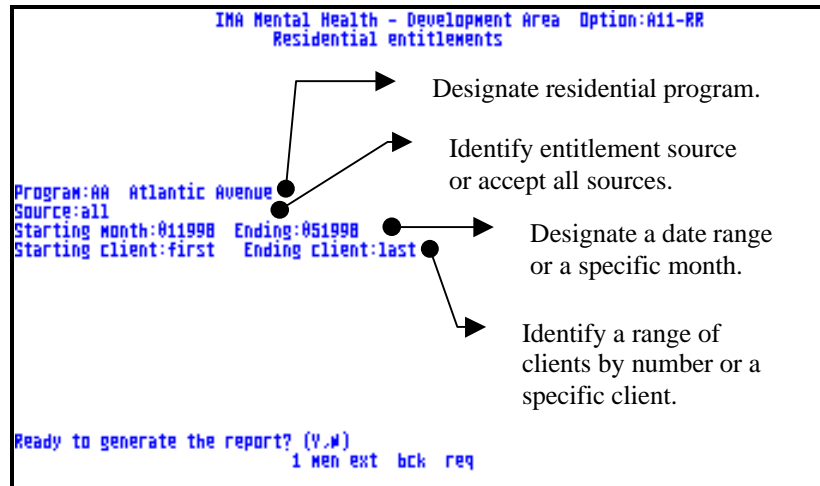 IMA Mental Health - Development Area Option:A11-RR
Residential entitlements
Designate residential program.
Identify entitlement source
or accept all sources.
Program:AA Atlantic Avenue
Source:all
Starting month:011998 Ending:051998
Designate a date range
or a specific month.
Starting client:first Ending client:last
Identify a range of
clients by number or a
specific client.
Ready to generate the report? (Y,N)
1 men ext bck req